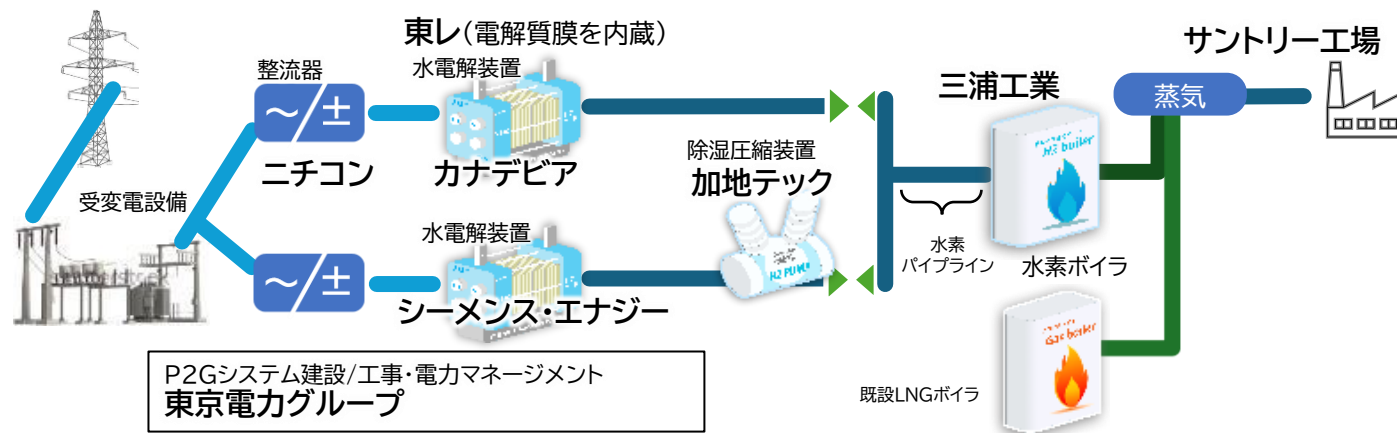 東レ(電解質膜を内蔵)
水電解装置
整流器
~/±
ニチコン
カナデビア
受変電設備
水電解装置
~/±
シーメンス・エナジー
除湿圧縮装置
加地テック
H2 PUMP
水素
パイプライン
三浦工業
H2 boiler
水素ボイラ
Gas boiler
既設LNGボイラ
蒸気
サントリー工場
P2Gシステム建設/工事・電力マネージメント
東京電力グループ